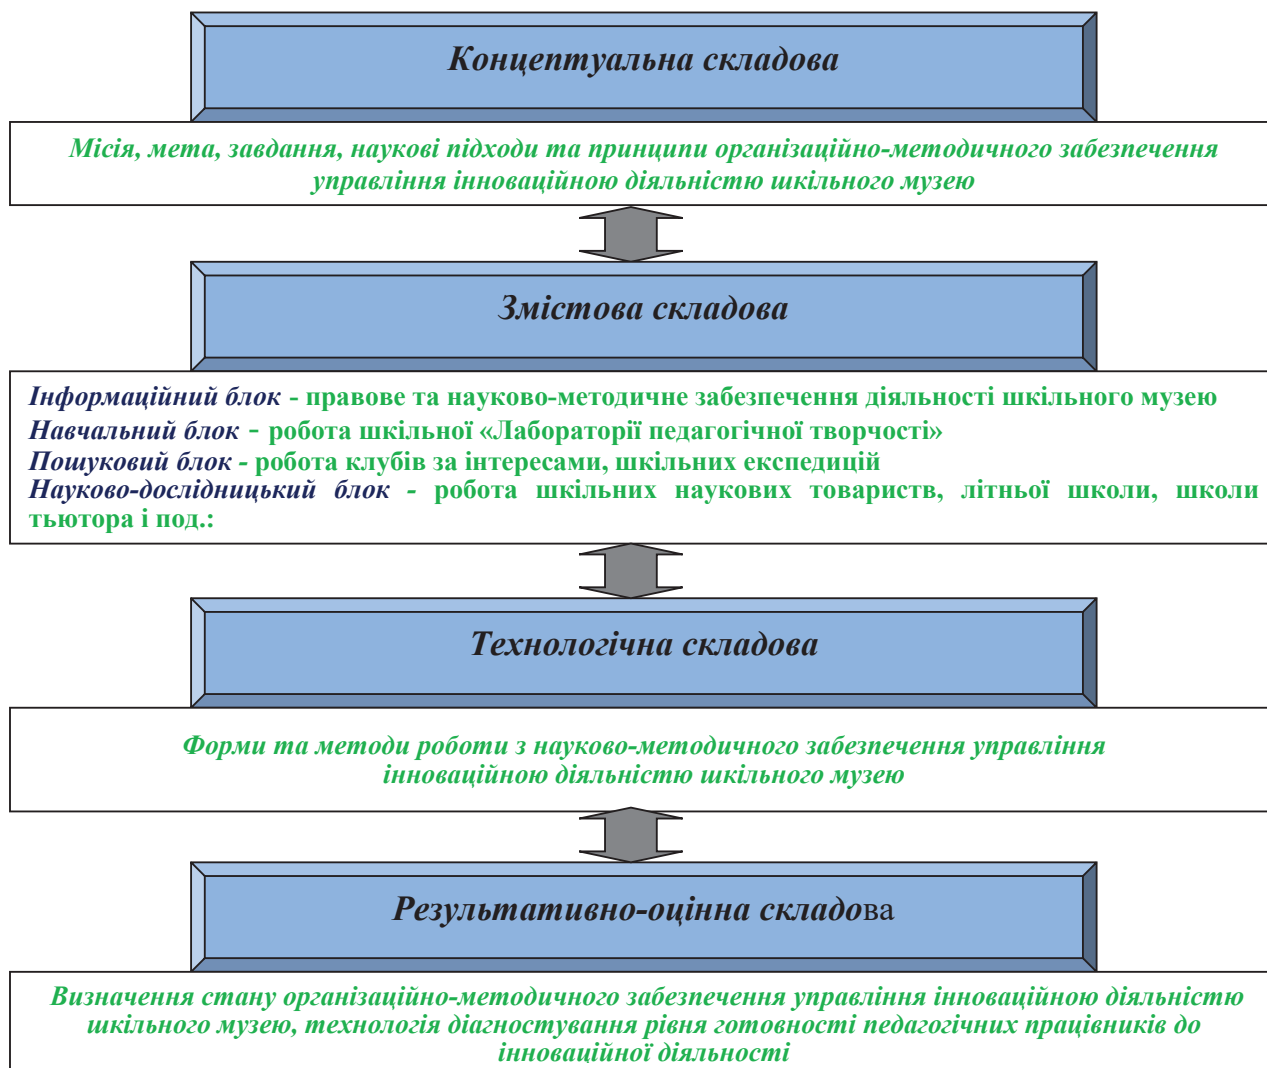 Концептуальна складова
Місія, мета, завдання, наукові підходи та принципи організаційно-методичного забезпечення
управління інноваційною діяльністю шкільного музею
Змістова складова
Інформаційний блок - правове та науково-методичне забезпечення діяльності шкільного музею
Навчальний блок - робота шкільної «Лабораторії педагогічної творчості»
Пошуковий блок - робота клубів за інтересами, шкільних експедицій
Науково-дослідницький блок - робота шкільних наукових товариств, літньої школи, школи
тьютора і под.:
Технологічна складова
Форми та методи роботи з науково-методичного забезпечення управління
інноваційною діяльністю шкільного музею
Результативно-оцінна складова
Визначення стану організаційно-методичного забезпечення управління інноваційною діяльністю
шкільного музею, технологія діагностування рівня готовності педагогічних працівників до
інноваційної діяльності